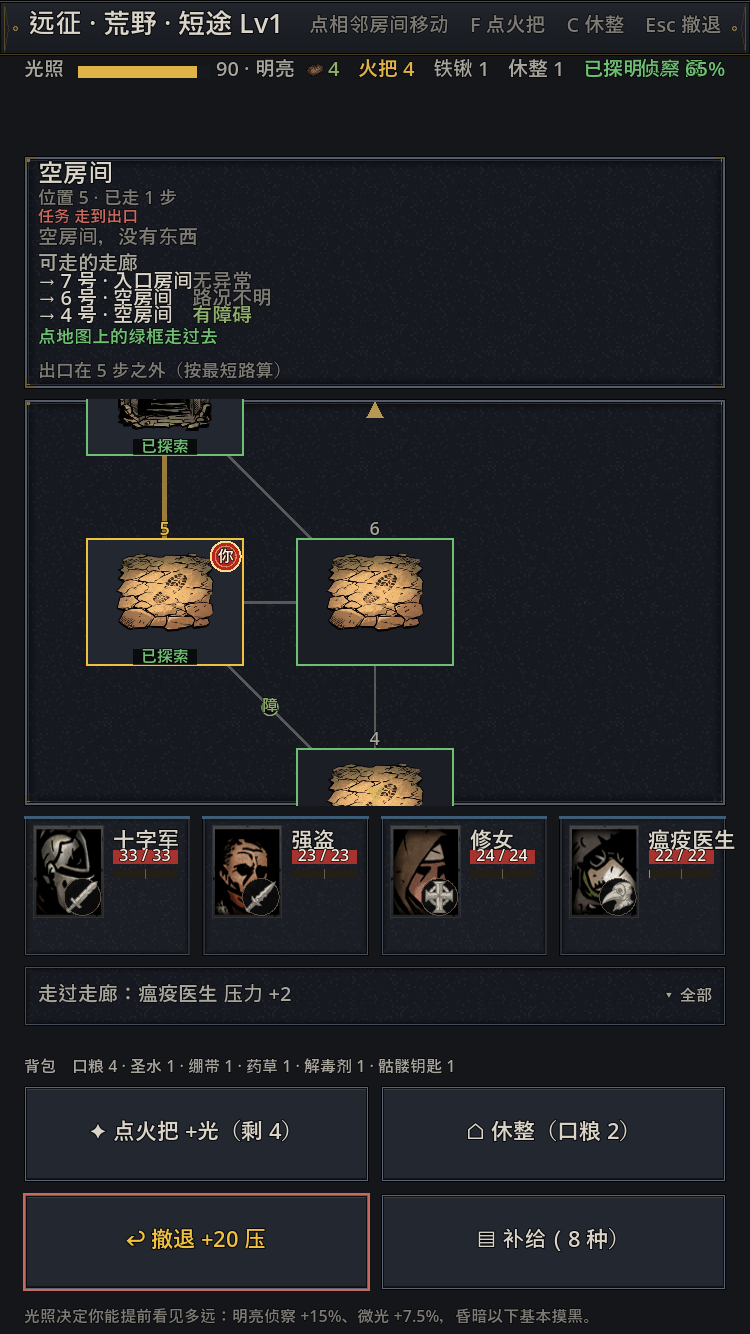 远征 · 荒野 · 短途 Lv1 点相邻房间移动 F 点火把 C 休整 Esc 撤退
光照 90 · 明亮 4 火把 4 铁锹 1 休整 1 已探明侦察 65%
空房间
位置 5 · 已走 1 步
任务 走到出口
空房间，没有东西
可走的走廊
→ 7 号 · 入口房间无异常
→ 6 号 · 空房间 路况不明
→ 4 号 · 空房间 有障碍
点地图上的绿框走过去
出口在 5 步之外（按最短路算）
已探索
5
6
你
已探索
障
4
十字军
33 / 33
强盗
23 / 23
修女
24 / 24
瘟疫医生
22 / 22
走过走廊：瘟疫医生 压力 +2 ▾ 全部
背包 口粮 4 · 圣水 1 · 绷带 1 · 药草 1 · 解毒剂 1 · 骷髅钥匙 1
✦ 点火把 +光（剩 4）
⌂ 休整（口粮 2）
↩ 撤退 +20 压
▤ 补给 ( 8 种）
光照决定你能提前看见多远：明亮侦察 +15%、微光 +7.5%，昏暗以下基本摸黑。